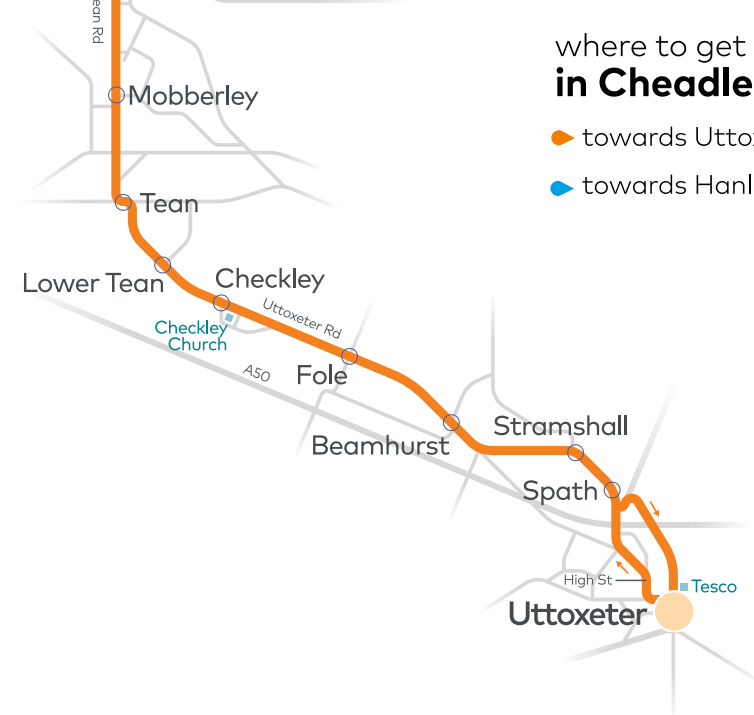 where to get
in Cheadle
towards Utto
towards Hanl
ean Rd
Mobberley
Tean
Lower Tean
Checkley
Uttoxeter Rd
Checkley
Church
A50
Fole
Beamhurst
Stramshall
Spath
High St
Tesco
Uttoxeter